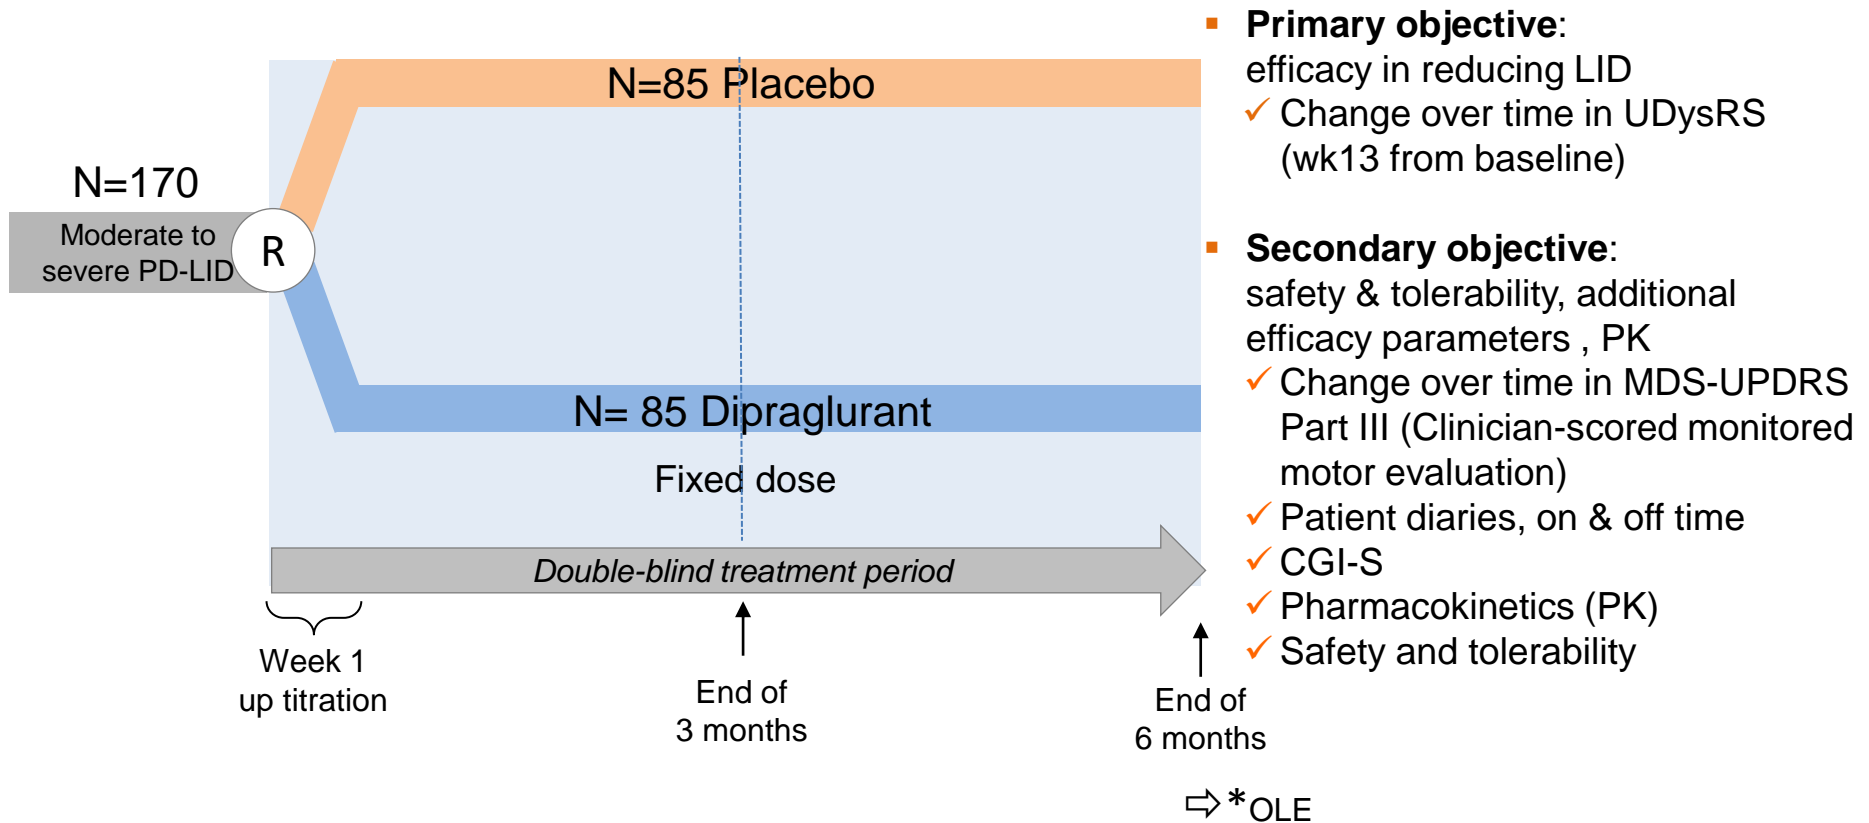 N=170
Moderate to
severe PD-LID
R
N=85 Placebo
N= 85 Dipraglurant
Fixed dose
Double-blind treatment period
Week 1
up titration
End of
3 months
End of
6 months
⇨*OLE
▪ Primary objective:
efficacy in reducing LID
✓ Change over time in UDysRS
(wk13 from baseline)
▪ Secondary objective:
safety & tolerability, additional
efficacy parameters , PK
✓ Change over time in MDS-UPDRS
Part III (Clinician-scored monitored
motor evaluation)
✓ Patient diaries, on & off time
✓ CGI-S
✓ Pharmacokinetics (PK)
✓ Safety and tolerability